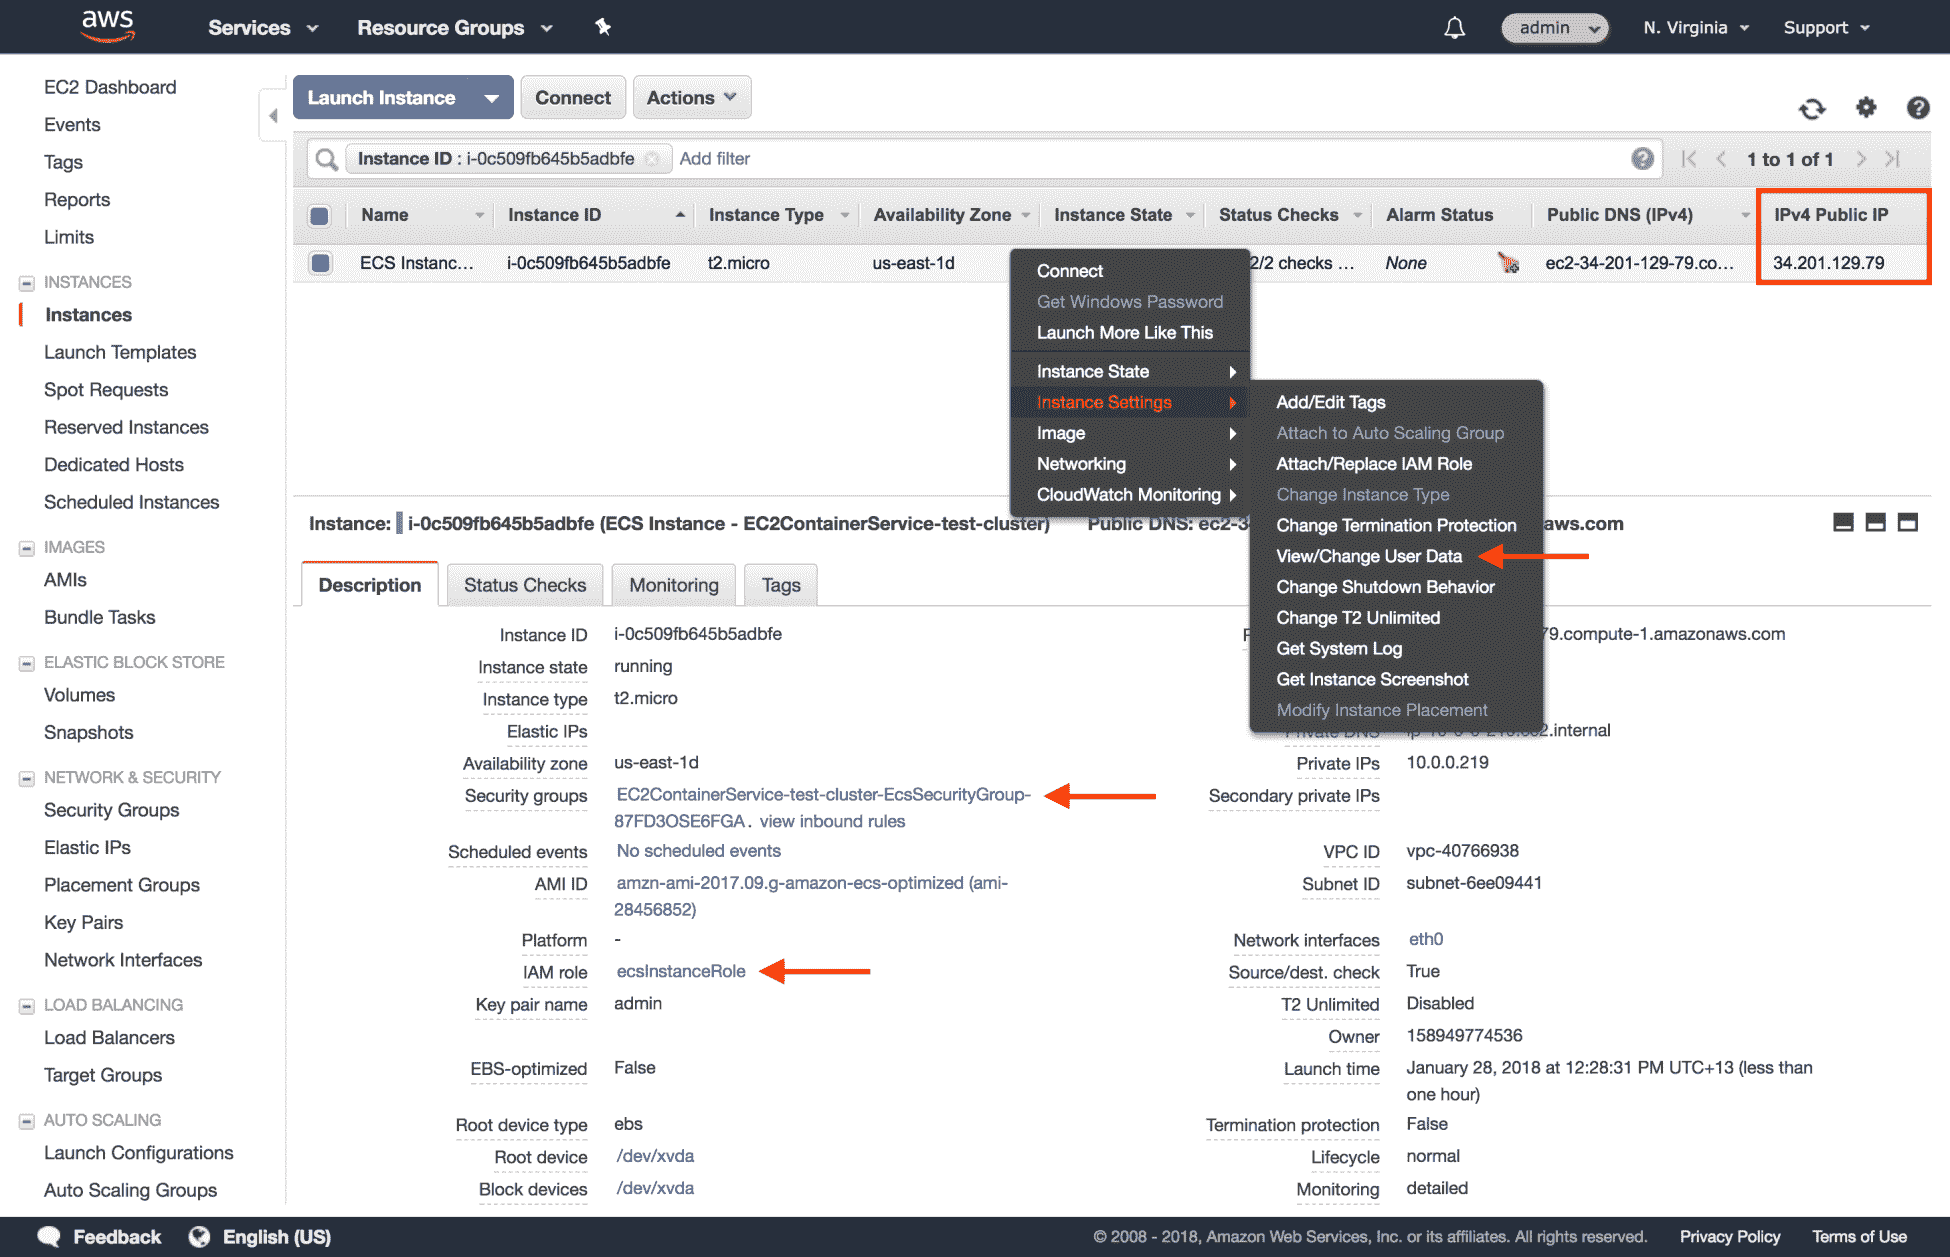 aws
Services Resource Groups admin N. Virginia Support
EC2 Dashboard
Events
Tags
Reports
Limits
INSTANCES
Instances
Launch Templates
Spot Requests
Reserved Instances
Dedicated Hosts
Scheduled Instances
IMAGES
AMIs
Bundle Tasks
ELASTIC BLOCK STORE
Volumes
Snapshots
NETWORK & SECURITY
Security Groups
Elastic IPs
Placement Groups
Key Pairs
Network Interfaces
LOAD BALANCING
Load Balancers
Target Groups
AUTO SCALING
Launch Configurations
Auto Scaling Groups
Launch Instance Connect Actions
Instance ID : i-0c509fb645b5adbfe Add filter 1 to 1 of 1
Name Instance ID Instance Type Availability Zone Instance State Status Checks Alarm Status Public DNS (IPv4) IPv4 Public IP
ECS Instanc... i-0c509fb645b5adbfe t2.micro us-east-1d 2/2 checks ... None ec2-34-201-129-79.co... 34.201.129.79
Connect
Get Windows Password
Launch More Like This
Instance State
Instance Settings
Image
Networking
CloudWatch Monitoring
Add/Edit Tags
Attach to Auto Scaling Group
Attach/Replace IAM Role
Change Instance Type
Change Termination Protection
View/Change User Data
Change Shutdown Behavior
Change T2 Unlimited
Get System Log
Get Instance Screenshot
Modify Instance Placement
Instance: i-0c509fb645b5adbfe (ECS Instance - EC2ContainerService-test-cluster) Public DNS: ec2-3 aws.com
Description Status Checks Monitoring Tags
Instance ID i-0c509fb645b5adbfe 79.compute-1.amazonaws.com
Instance state running
Instance type t2.micro
Elastic IPs Private DNS .internal
Availability zone us-east-1d Private IPs 10.0.0.219
Security groups EC2ContainerService-test-cluster-EcsSecurityGroup- Secondary private IPs
87FD3OSE6FGA. view inbound rules
Scheduled events No scheduled events VPC ID vpc-40766938
AMI ID amzn-ami-2017.09.g-amazon-ecs-optimized (ami- Subnet ID subnet-6ee09441
28456852)
Platform - Network interfaces eth0
IAM role ecsInstanceRole Source/dest. check True
Key pair name admin T2 Unlimited Disabled
Owner 158949774536
EBS-optimized False Launch time January 28, 2018 at 12:28:31 PM UTC+13 (less than
one hour)
Root device type ebs Termination protection False
Root device /dev/xvda Lifecycle normal
Block devices /dev/xvda Monitoring detailed
Feedback English (US) © 2008 - 2018, Amazon Web Services, Inc. or its affiliates. All rights reserved. Privacy Policy Terms of Use